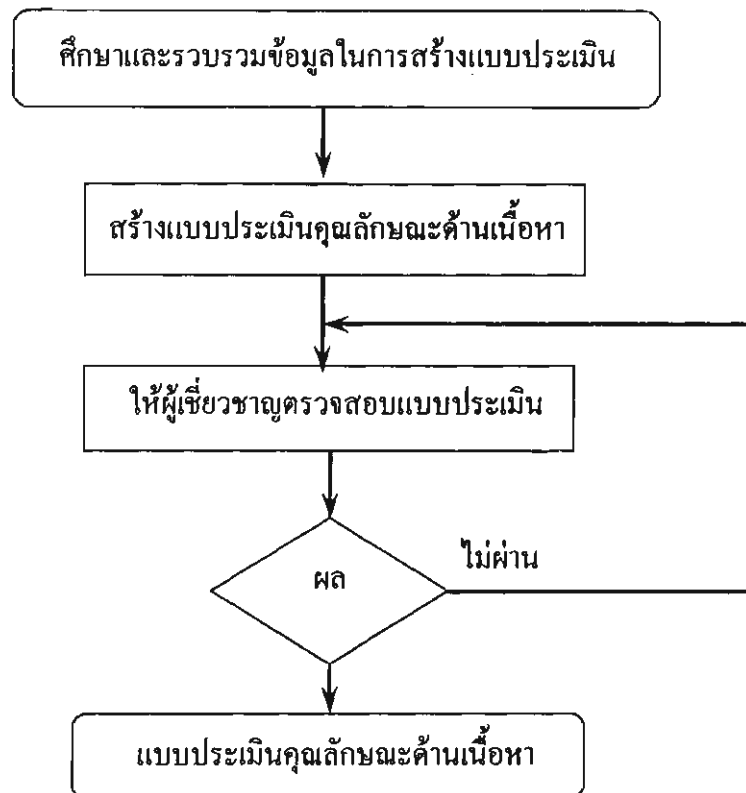 ศึกษาและรวบรวมข้อมูลในการสร้างแบบประเมิน
สร้างแบบประเมินคุณลักษณะด้านเนื้อหา
ให้ผู้เชี่ยวชาญตรวจสอบแบบประเมิน
ไม่ผ่าน
ผล
แบบประเมินคุณลักษณะด้านเนื้อหา